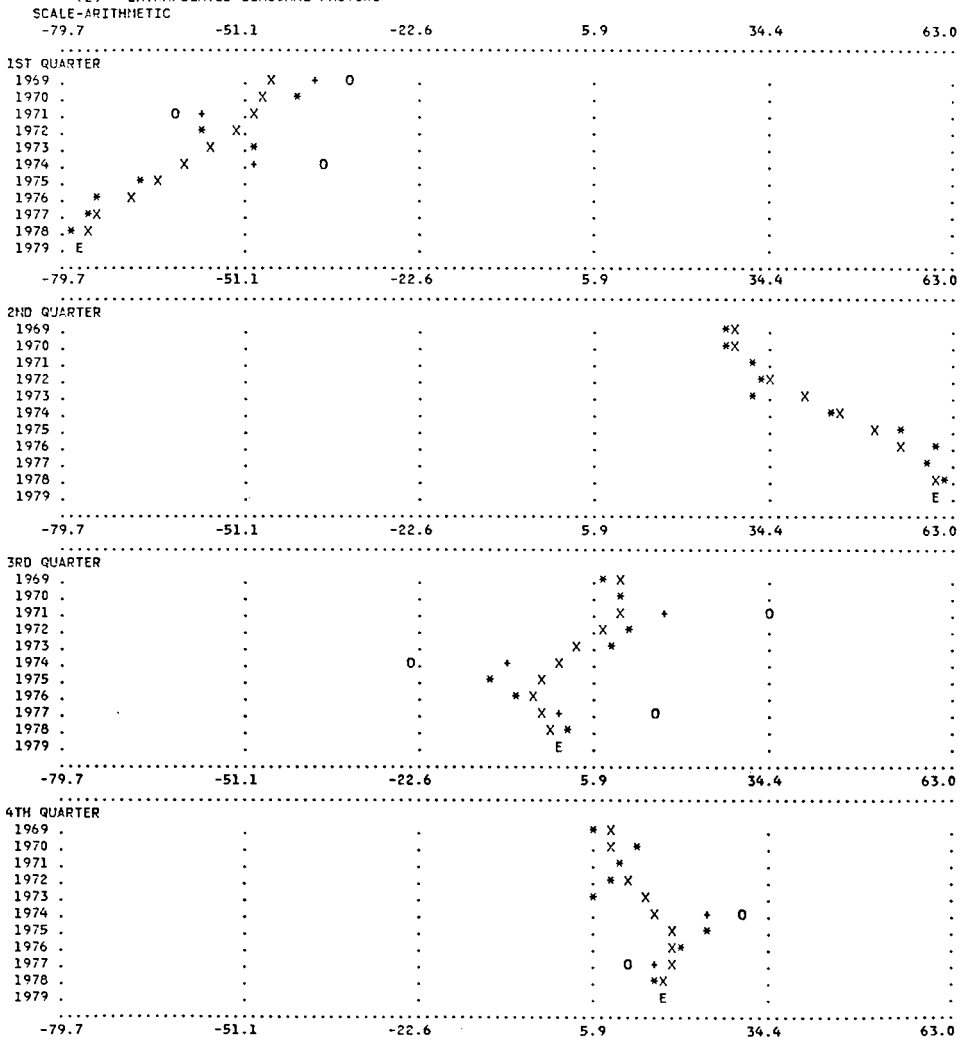 SCALE-ARITHMETIC
-79.7 -51.1 -22.6 5.9 34.4 63.0
1ST QUARTER
1969 . X + O
1970 . X *
1971 . O + X
1972 . * X
1973 . X *
1974 . X + O
1975 . * X
1976 . * X
1977 . *X
1978 . * X
1979 . E
-79.7 -51.1 -22.6 5.9 34.4 63.0
2ND QUARTER
1969 . *X
1970 . *X
1971 . *
1972 . *X
1973 . * X
1974 . *X
1975 . X *
1976 . X *
1977 . *
1978 . X*
1979 . E
-79.7 -51.1 -22.6 5.9 34.4 63.0
3RD QUARTER
1969 . * X
1970 . *
1971 . X + O
1972 . X *
1973 . X *
1974 . O + X
1975 . * X
1976 . * X
1977 . X + O
1978 . X *
1979 . E
-79.7 -51.1 -22.6 5.9 34.4 63.0
4TH QUARTER
1969 . * X
1970 . X *
1971 . *
1972 . * X
1973 . * X
1974 . X + O
1975 . X *
1976 . X*
1977 . O + X
1978 . *X
1979 . E
-79.7 -51.1 -22.6 5.9 34.4 63.0